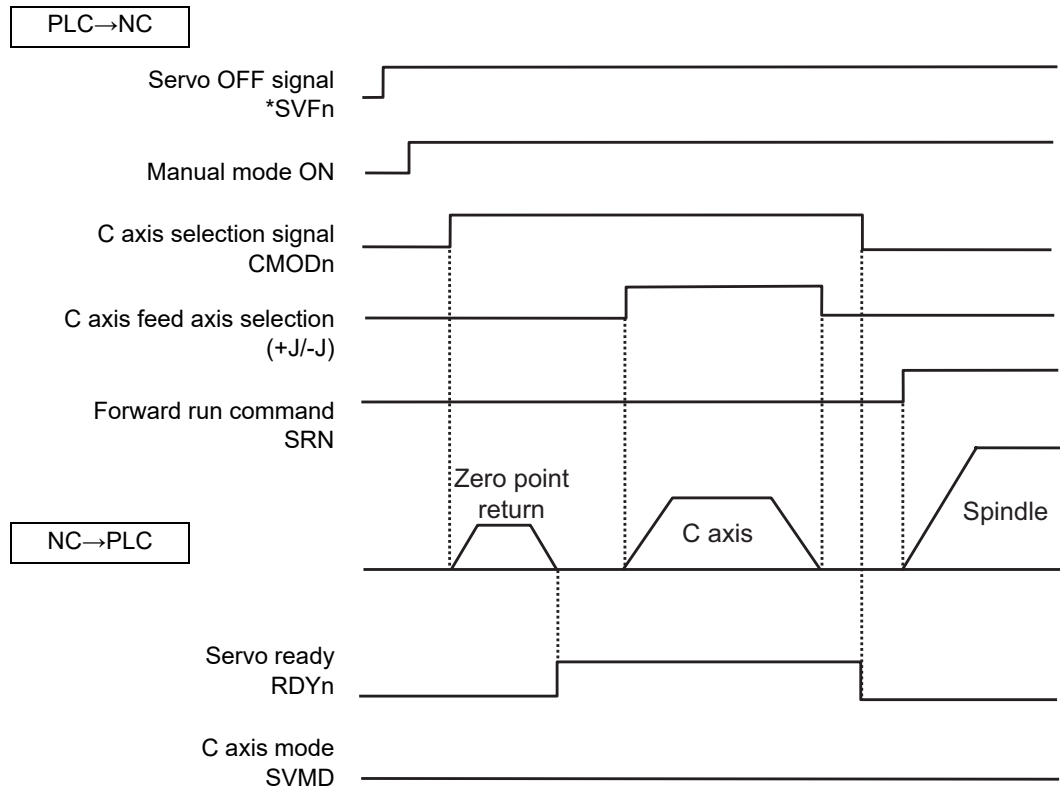 PLC→NC
Servo OFF signal
*SVFn
Manual mode ON
C axis selection signal
CMODn
C axis feed axis selection
(+J/-J)
Forward run command
SRN
Zero point
return
C axis
Spindle
NC→PLC
Servo ready
RDYn
C axis mode
SVMD